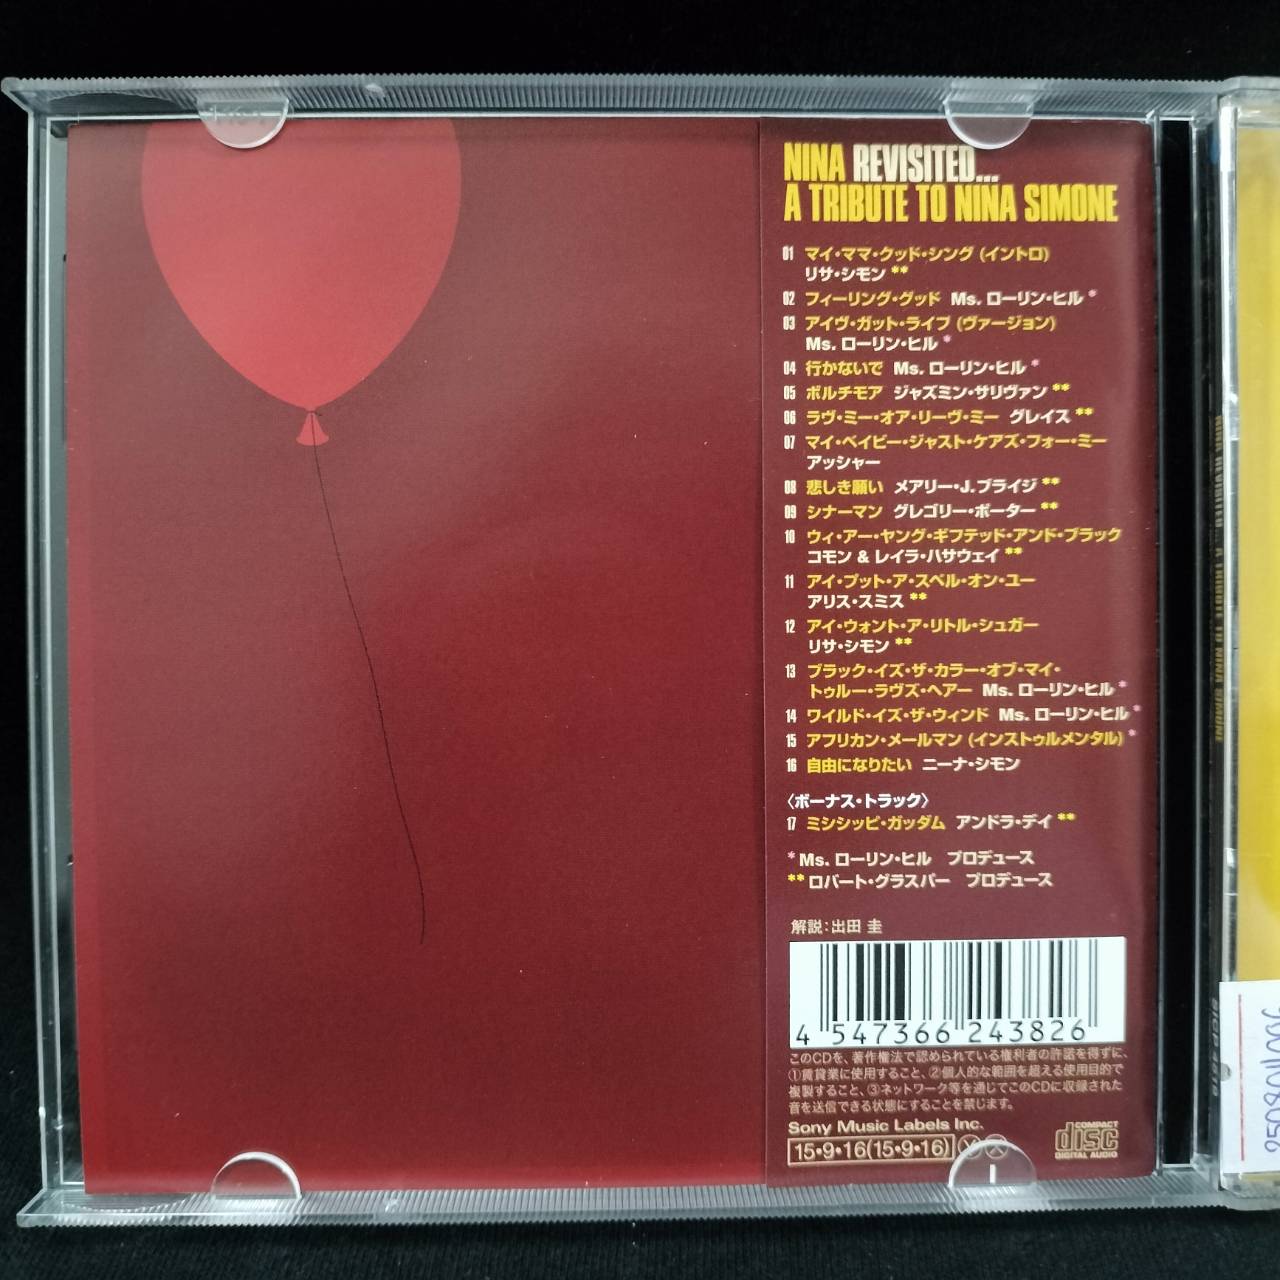 NINA REVISITED...
A TRIBUTE TO NINA SIMONE
01 マイ・ママ・クッド・シング (イントロ)
リサ・シモン **
02 フィーリング・グッド Ms. ローリン・ヒル *
03 アイヴ・ガット・ライフ (ヴァージョン)
Ms. ローリン・ヒル *
04 行かないで Ms. ローリン・ヒル *
05 ボルチモア ジャズミン・サリヴァン **
06 ラヴ・ミー・オア・リーヴ・ミー グレイス **
07 マイ・ベイビー・ジャスト・ケアズ・フォー・ミー
アッシャー
08 悲しき願い メアリー・J.ブライジ **
09 シナーマン グレゴリー・ポーター **
10 ウィ・アー・ヤング・ギフテッド・アンド・ブラック
コモン & レイラ・ハサウェイ **
11 アイ・プット・ア・スペル・オン・ユー
アリス・スミス **
12 アイ・ウォント・ア・リトル・シュガー
リサ・シモン **
13 ブラック・イズ・ザ・カラー・オブ・マイ・
トゥルー・ラヴズ・ヘアー Ms. ローリン・ヒル *
14 ワイルド・イズ・ザ・ウィンド Ms. ローリン・ヒル *
15 アフリカン・メールマン (インストゥルメンタル) *
16 自由になりたい ニーナ・シモン
〈ボーナス・トラック〉
17 ミシシッピ・ガッダム アンドラ・デイ **
* Ms. ローリン・ヒル プロデュース
** ロバート・グラスパー プロデュース
解説：出田 圭
4 547366 243826
このCDを、著作権法で認められている権利者の許諾を得ずに、
①賃貸業に使用すること、②個人的な範囲を超える使用目的で
複製すること、③ネットワーク等を通じてこのCDに収録された
音を送信できる状態にすることを禁じます。
Sony Music Labels Inc.
15・9・16(15・9・16) Ⓨ Ⓧ
COMPACT
disc
DIGITAL AUDIO
NINA REVISITED... A TRIBUTE TO NINA SIMONE